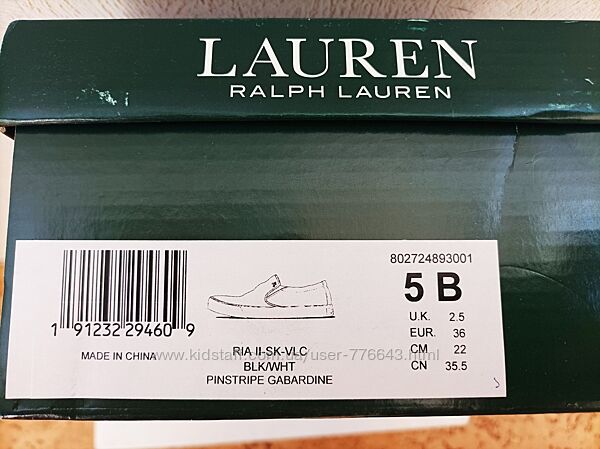 LAUREN
RALPH LAUREN
802724893001
5 B
U.K. 2.5
EUR. 36
CM 22
CN 35.5
1 91232 29460 9
MADE IN CHINA
RIA II-SK-VLC
BLK/WHT
PINSTRIPE GABARDINE
www.kidstaff.com.ua/user-776643.html